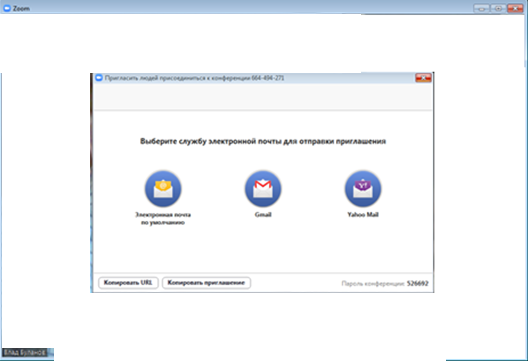 Zoom
Пригласить людей присоединиться к конференции 864-494-271
Выберите службу электронной почты для отправки приглашения
Электронная почта
по умолчанию
Gmail
Yahoo Mail
Копировать URL
Копировать приглашение
Пароль конференции: 526692
Влад Буланов